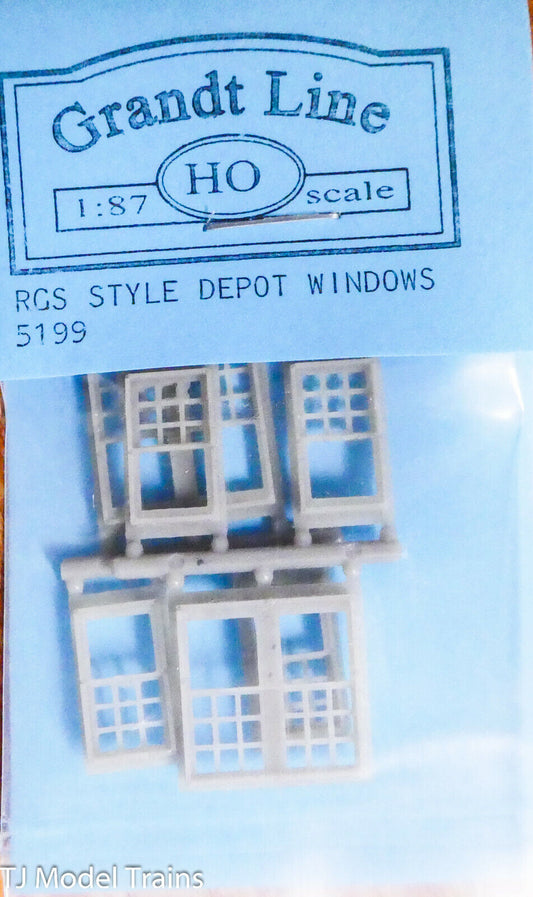 Grandt Line
HO
1:87 scale
RGS STYLE DEPOT WINDOWS
5199
TJ Model Trains